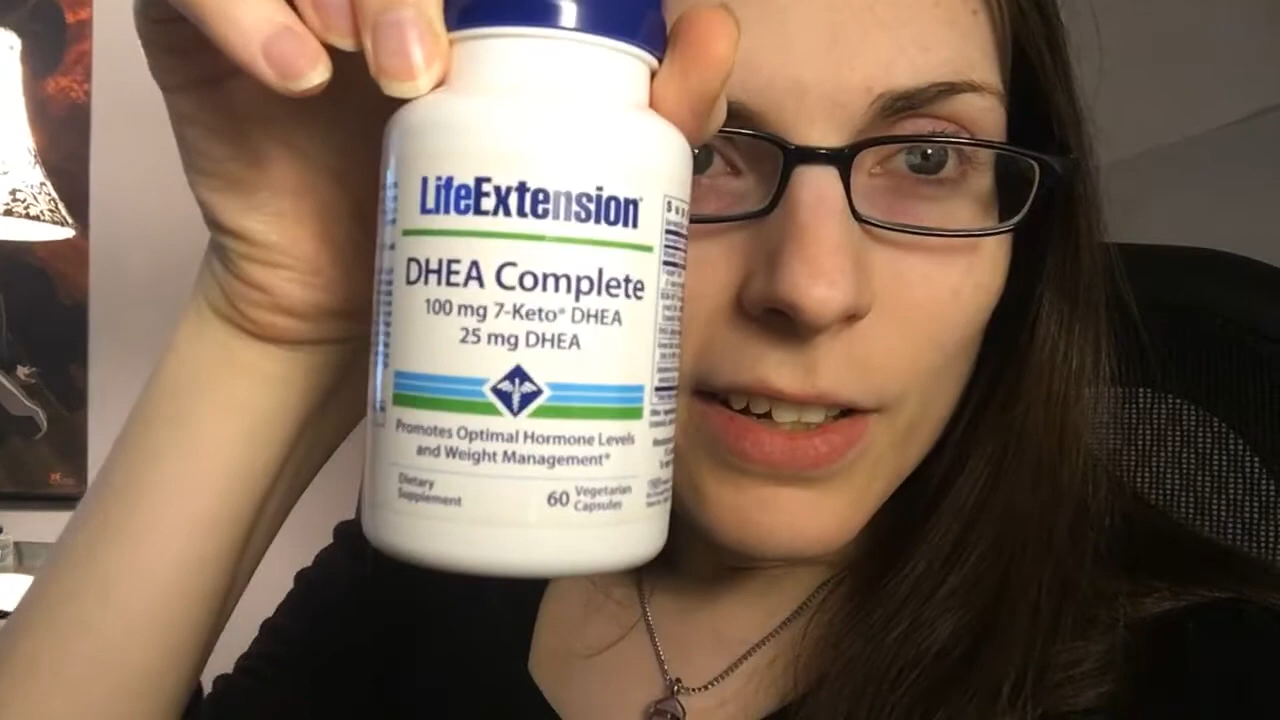 LifeExtension
DHEA Complete
100 mg 7-Keto® DHEA
25 mg DHEA
Promotes Optimal Hormone Levels
and Weight Management*
Dietary
Supplement
60 Vegetarian
Capsules